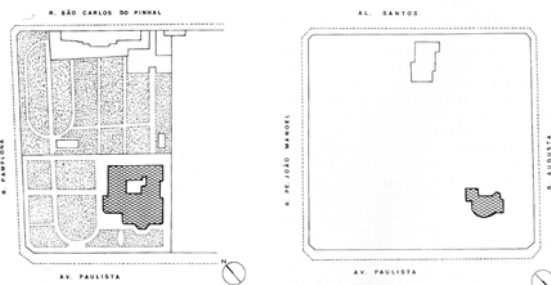 R. SÃO CARLOS DO PINHAL
R. PAMPLONA
AV. PAULISTA
N
AL. SANTOS
R. PE. JOÃO MANOEL
R. AUGUSTA
AV. PAULISTA